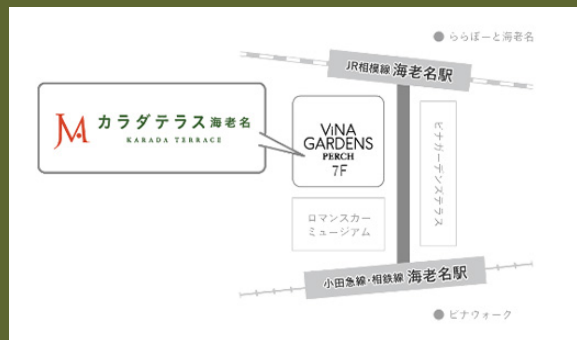 ららぽーと海老名
JR相模線 海老名駅
JM カラダテラス 海老名
KARADA TERRACE
ViNA
GARDENS
PERCH
7F
ビナガーデンズテラス
ロマンスカー
ミュージアム
小田急線・相鉄線 海老名駅
ビナウォーク